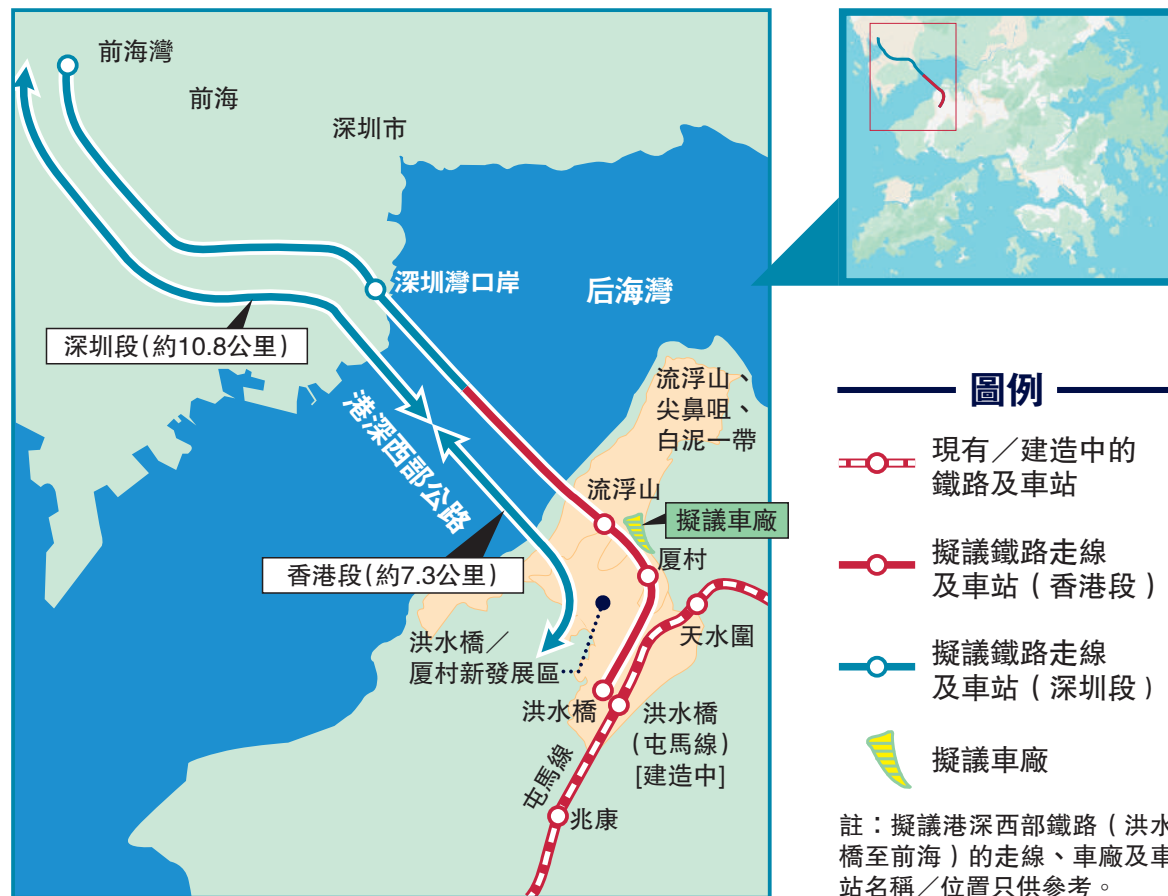 前海灣
前海
深圳市
深圳灣口岸
后海灣
深圳段(約10.8公里)
港深西部公路
流浮山、
尖鼻咀、
白泥一帶
流浮山
擬議車廠
厦村
香港段(約7.3公里)
天水圍
洪水橋／
厦村新發展區
洪水橋
洪水橋
(屯馬線)
[建造中]
屯馬線
兆康
圖例
現有／建造中的
鐵路及車站
擬議鐵路走線
及車站（香港段）
擬議鐵路走線
及車站（深圳段）
擬議車廠
註：擬議港深西部鐵路（洪水
橋至前海）的走線、車廠及車
站名稱／位置只供參考。